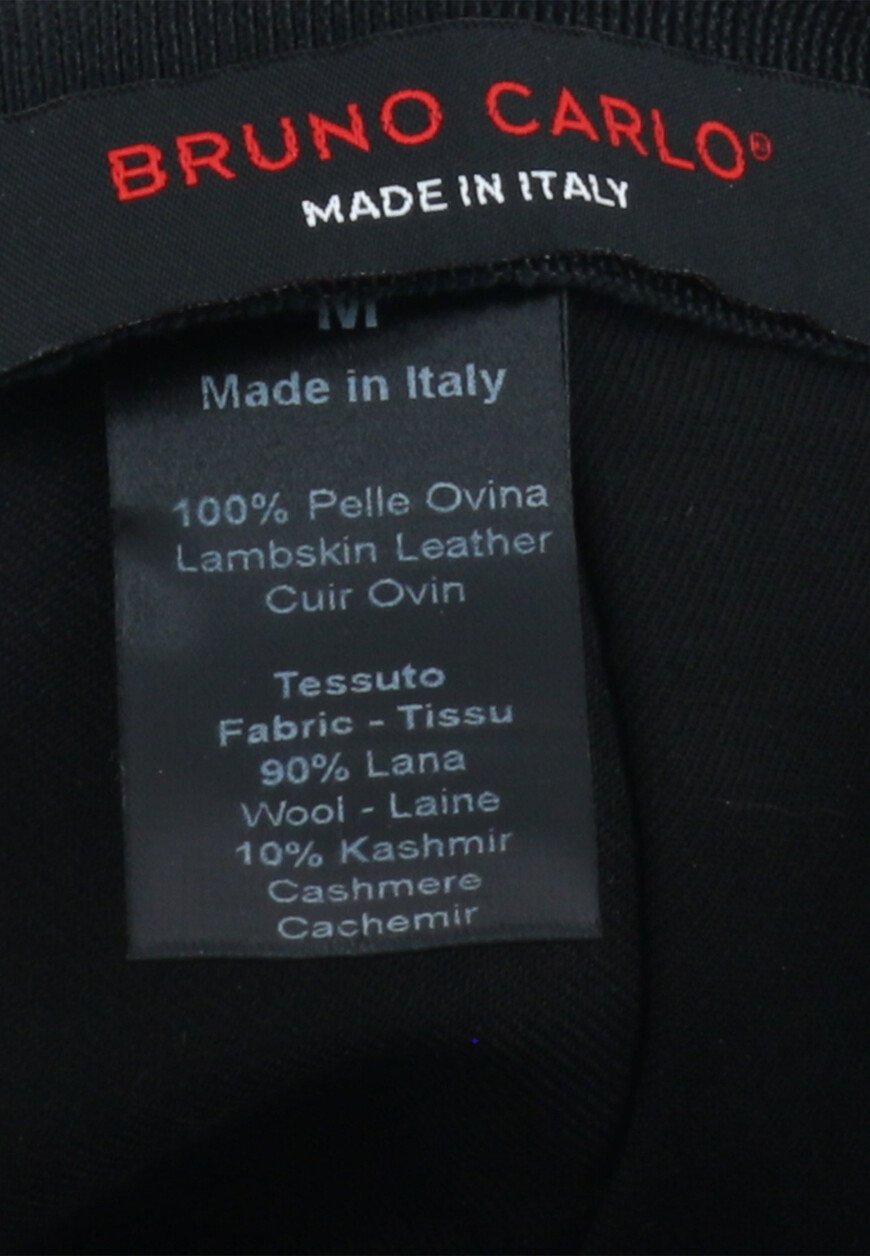 BRUNO CARLO®
MADE IN ITALY
M
Made in Italy
100% Pelle Ovina
Lambskin Leather
Cuir Ovin
Tessuto
Fabric - Tissu
90% Lana
Wool - Laine
10% Kashmir
Cashmere
Cachemir